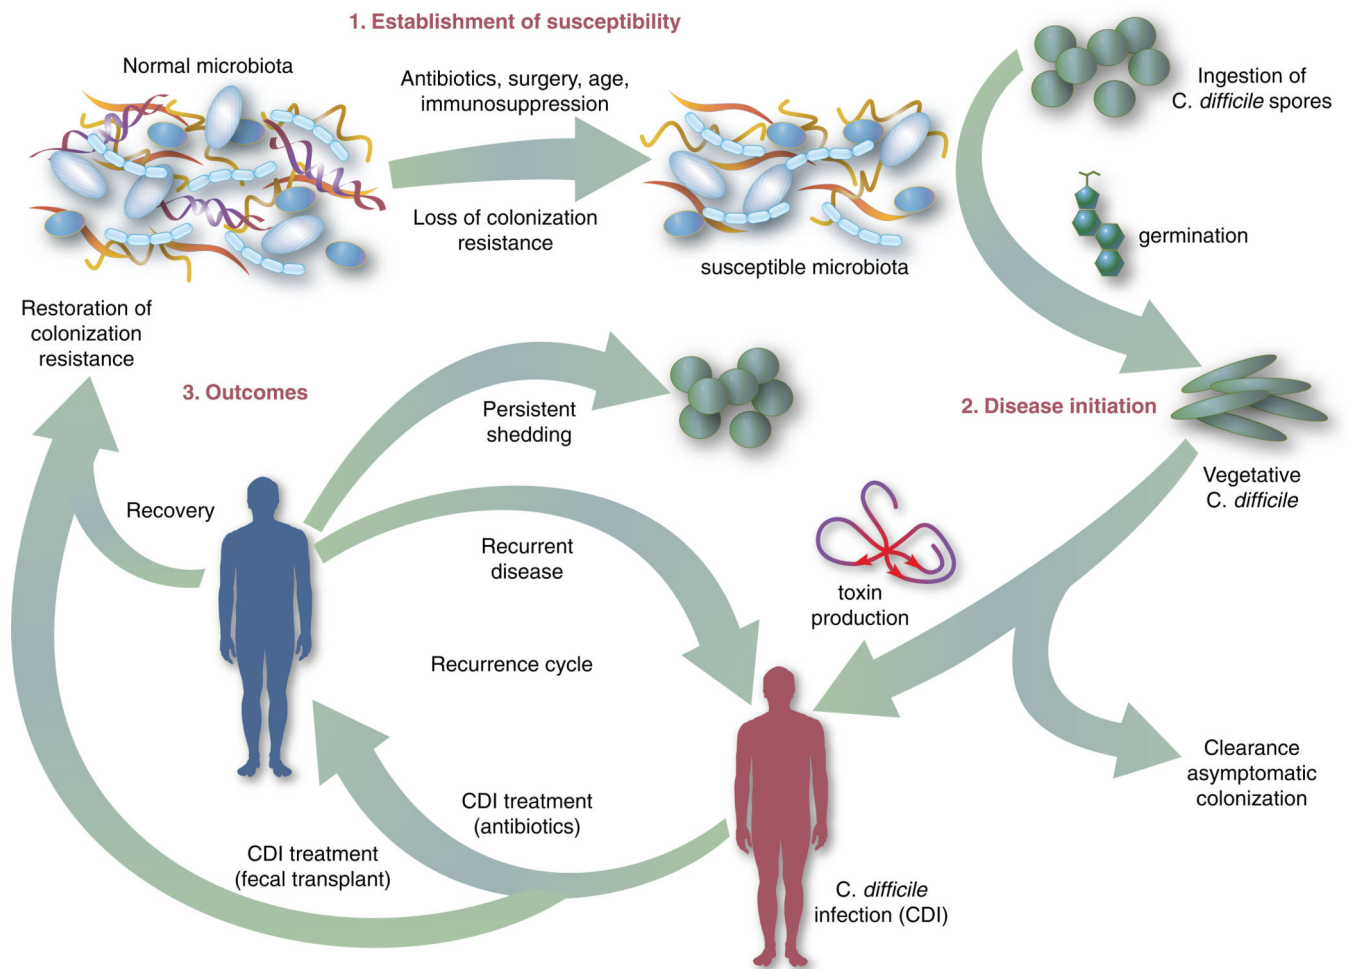 1. Establishment of susceptibility
Normal microbiota
Antibiotics, surgery, age,
immunosuppression
Loss of colonization
resistance
susceptible microbiota
Ingestion of
C. difficile spores
germination
2. Disease initiation
Vegetative
C. difficile
toxin
production
Clearance
asymptomatic
colonization
C. difficile
infection (CDI)
3. Outcomes
Restoration of
colonization
resistance
Recovery
Persistent
shedding
Recurrent
disease
Recurrence cycle
CDI treatment
(antibiotics)
CDI treatment
(fecal transplant)